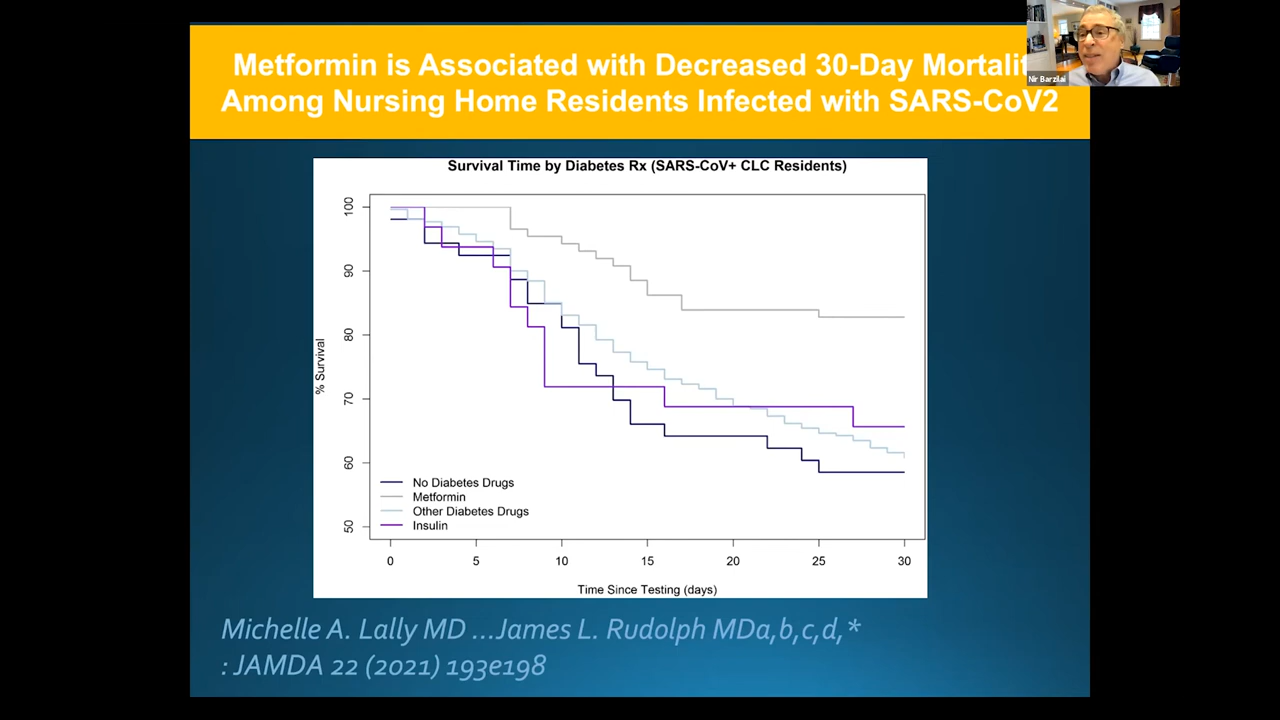 Metformin is Associated with Decreased 30-Day Mortalit
Among Nursing Home Residents Infected with SARS-CoV2
Nir Barzilai
Survival Time by Diabetes Rx (SARS-CoV+ CLC Residents)
% Survival
100
90
80
70
60
50
No Diabetes Drugs
Metformin
Other Diabetes Drugs
Insulin
0 5 10 15 20 25 30
Time Since Testing (days)
Michelle A. Lally MD ...James L. Rudolph MDa,b,c,d,*
: JAMDA 22 (2021) 193e198